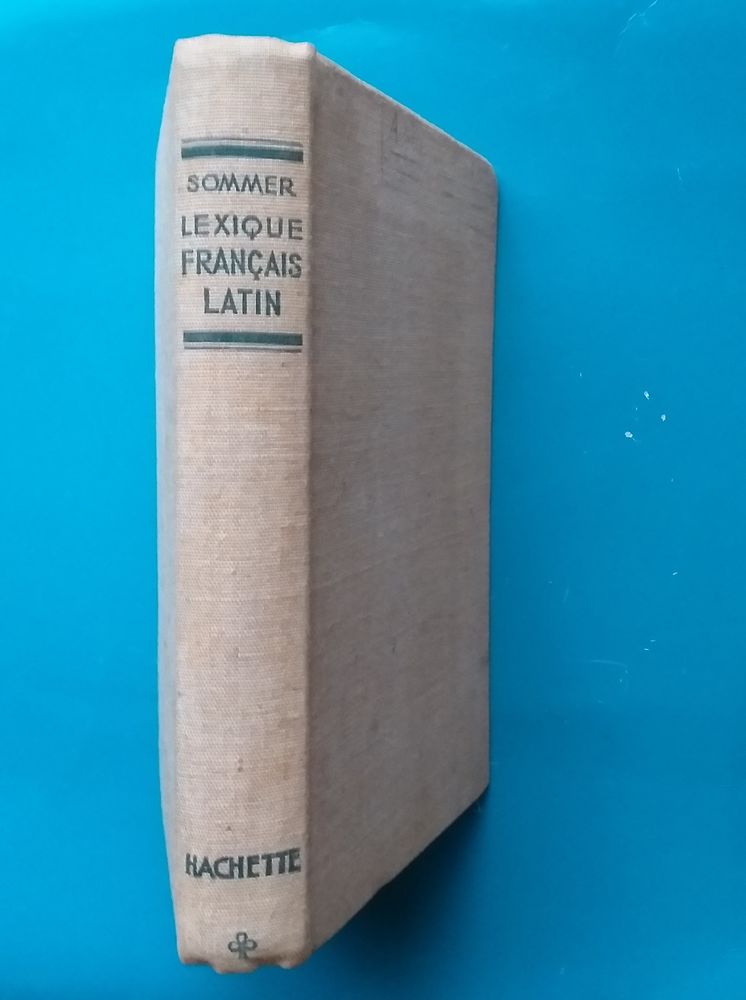 SOMMER
LEXIQUE
FRANÇAIS
LATIN
HACHETTE